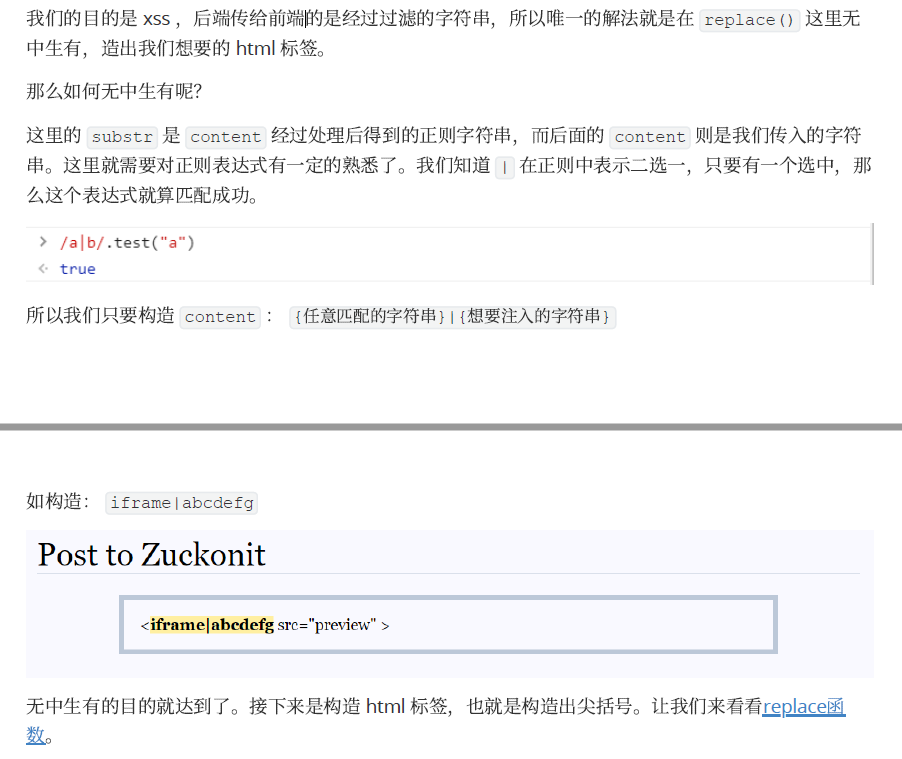 我们的目的是 xss ，后端传给前端的是经过过滤的字符串，所以唯一的解法就是在 replace() 这里无
中生有，造出我们想要的 html 标签。
那么如何无中生有呢？
这里的 substr 是 content 经过处理后得到的正则字符串，而后面的 content 则是我们传入的字符
串。这里就需要对正则表达式有一定的熟悉了。我们知道 | 在正则中表示二选一，只要有一个选中，那
么这个表达式就算匹配成功。
> /a|b/.test("a")
< true
所以我们只要构造 content ： {任意匹配的字符串}|{想要注入的字符串}
如构造： iframe|abcdefg
Post to Zuckonit
<iframe|abcdefg src="preview" >
无中生有的目的就达到了。接下来是构造 html 标签，也就是构造出尖括号。让我们来看看replace函
数。